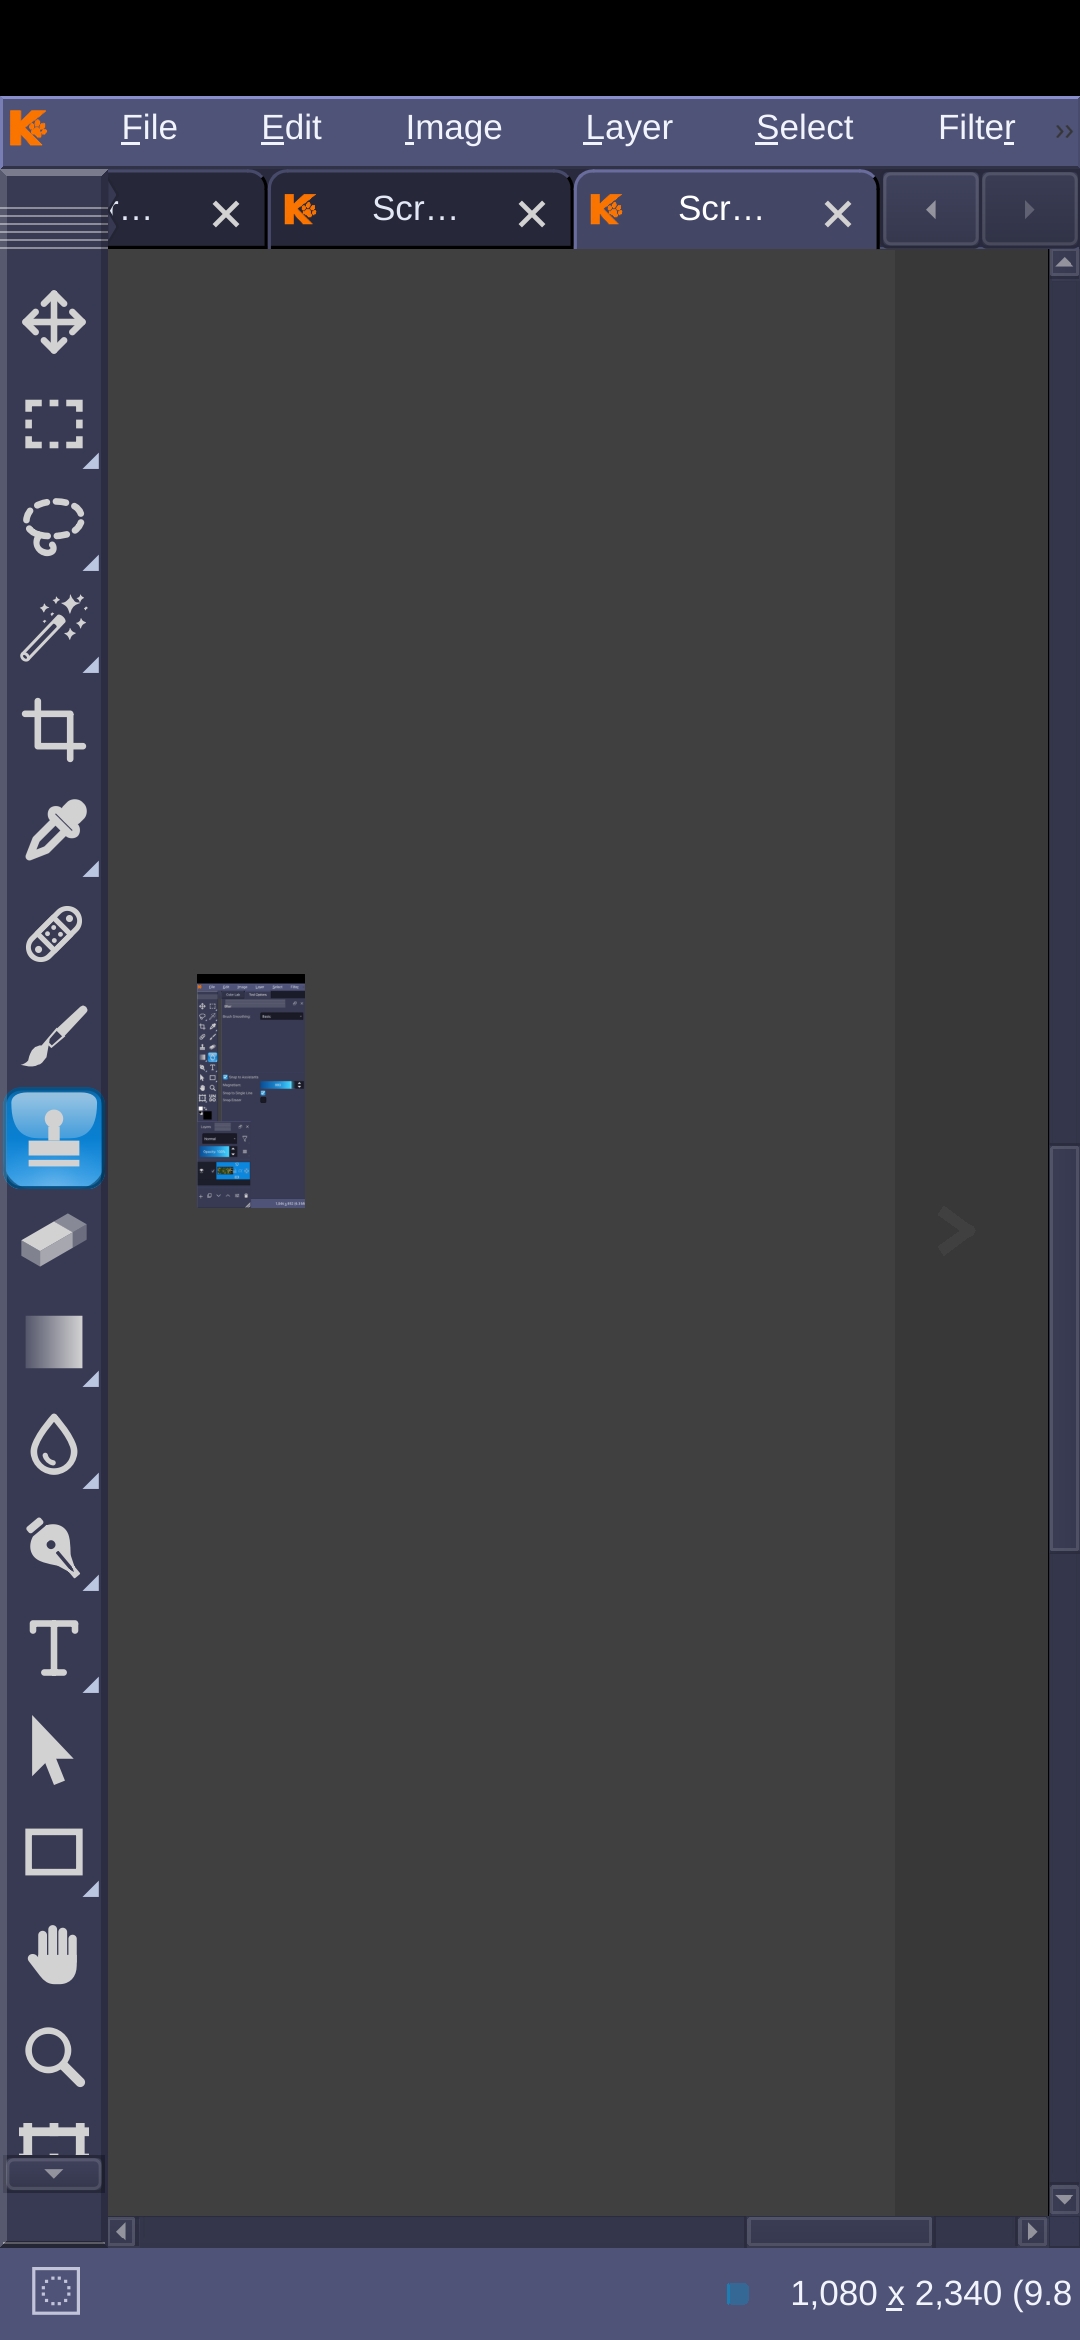 File Edit Image Layer Select Filter »
r… Scr… Scr…
1,080 x 2,340 (9.8